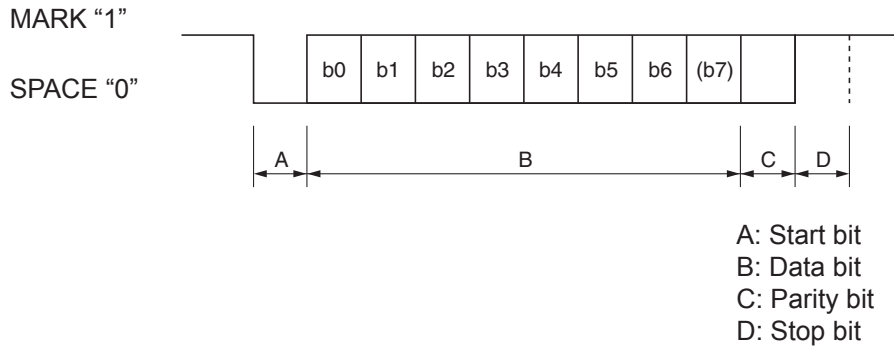 MARK “1”
SPACE “0”
b0 b1 b2 b3 b4 b5 b6 (b7)
A B C D
A: Start bit
B: Data bit
C: Parity bit
D: Stop bit